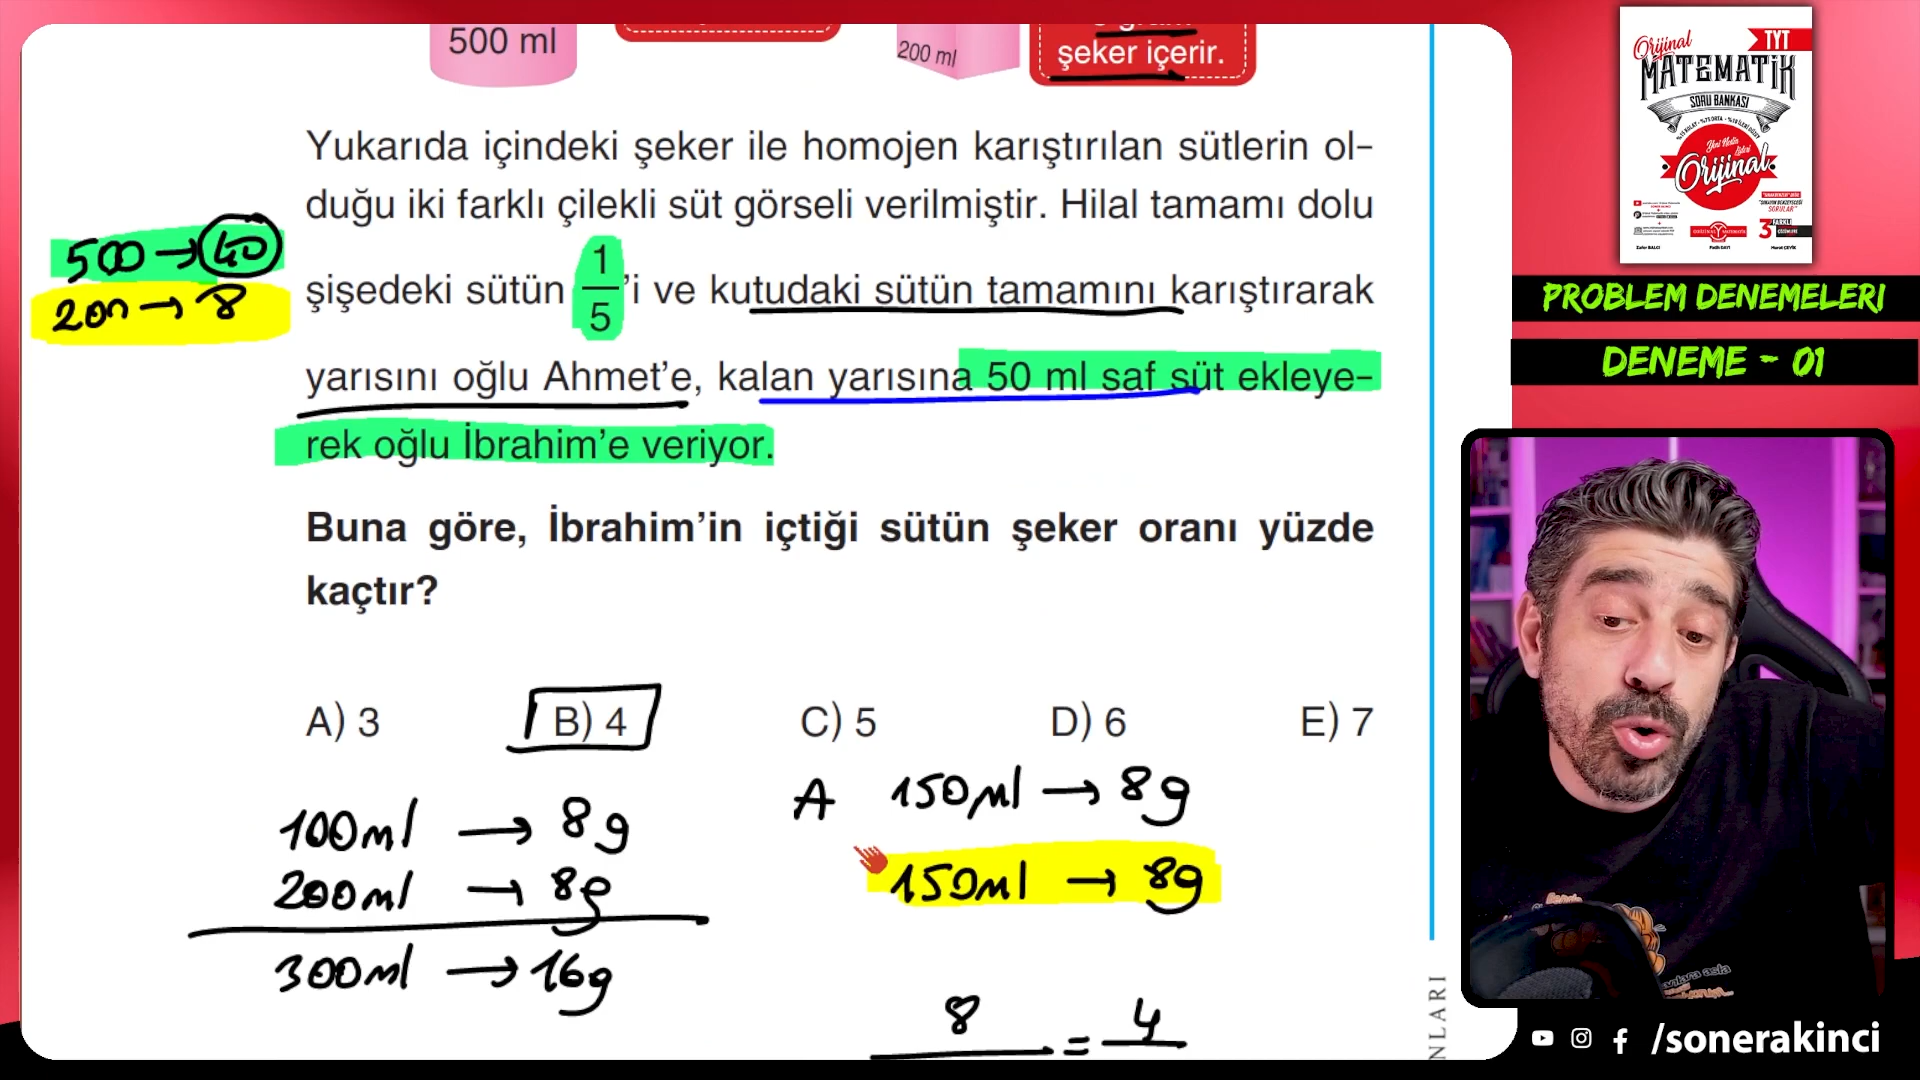 500 ml
200 ml
şeker içerir.
Yukarıda içindeki şeker ile homojen karıştırılan sütlerin ol-
duğu iki farklı çilekli süt görseli verilmiştir. Hilal tamamı dolu
şişedeki sütün 1/5'i ve kutudaki sütün tamamını karıştırarak
yarısını oğlu Ahmet'e, kalan yarısına 50 ml saf süt ekleye-
rek oğlu İbrahim'e veriyor.
500 → 40
200 → 8
Buna göre, İbrahim'in içtiği sütün şeker oranı yüzde
kaçtır?
A) 3 B) 4 C) 5 D) 6 E) 7
100ml → 8g
200ml → 8g
300ml → 16g
A 150ml → 8g
150ml → 8g
8 = 4
NLARI
Orijinal
TYT
MATEMATİK
SORU BANKASI
Orijinal
PROBLEM DENEMELERI
DENEME - 01
/sonerakinci